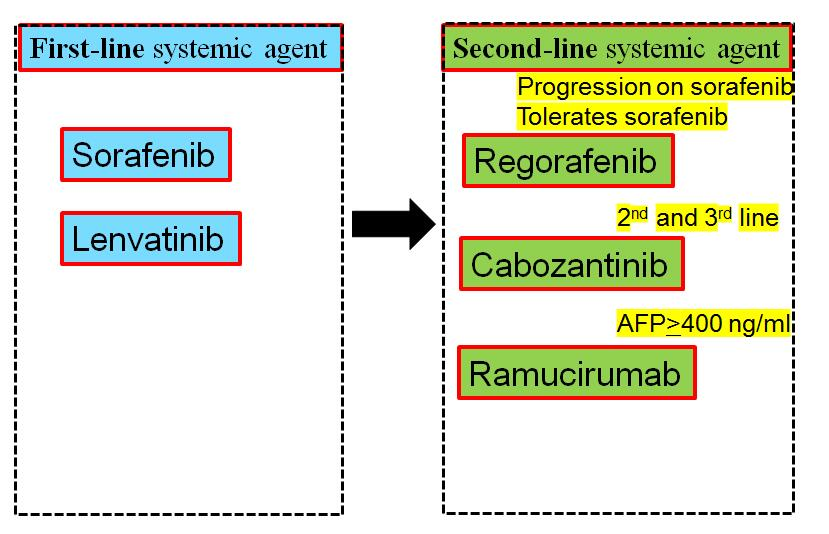 First-line systemic agent
Sorafenib
Lenvatinib
Second-line systemic agent
Progression on sorafenib
Tolerates sorafenib
Regorafenib
2nd and 3rd line
Cabozantinib
AFP≥400 ng/ml
Ramucirumab